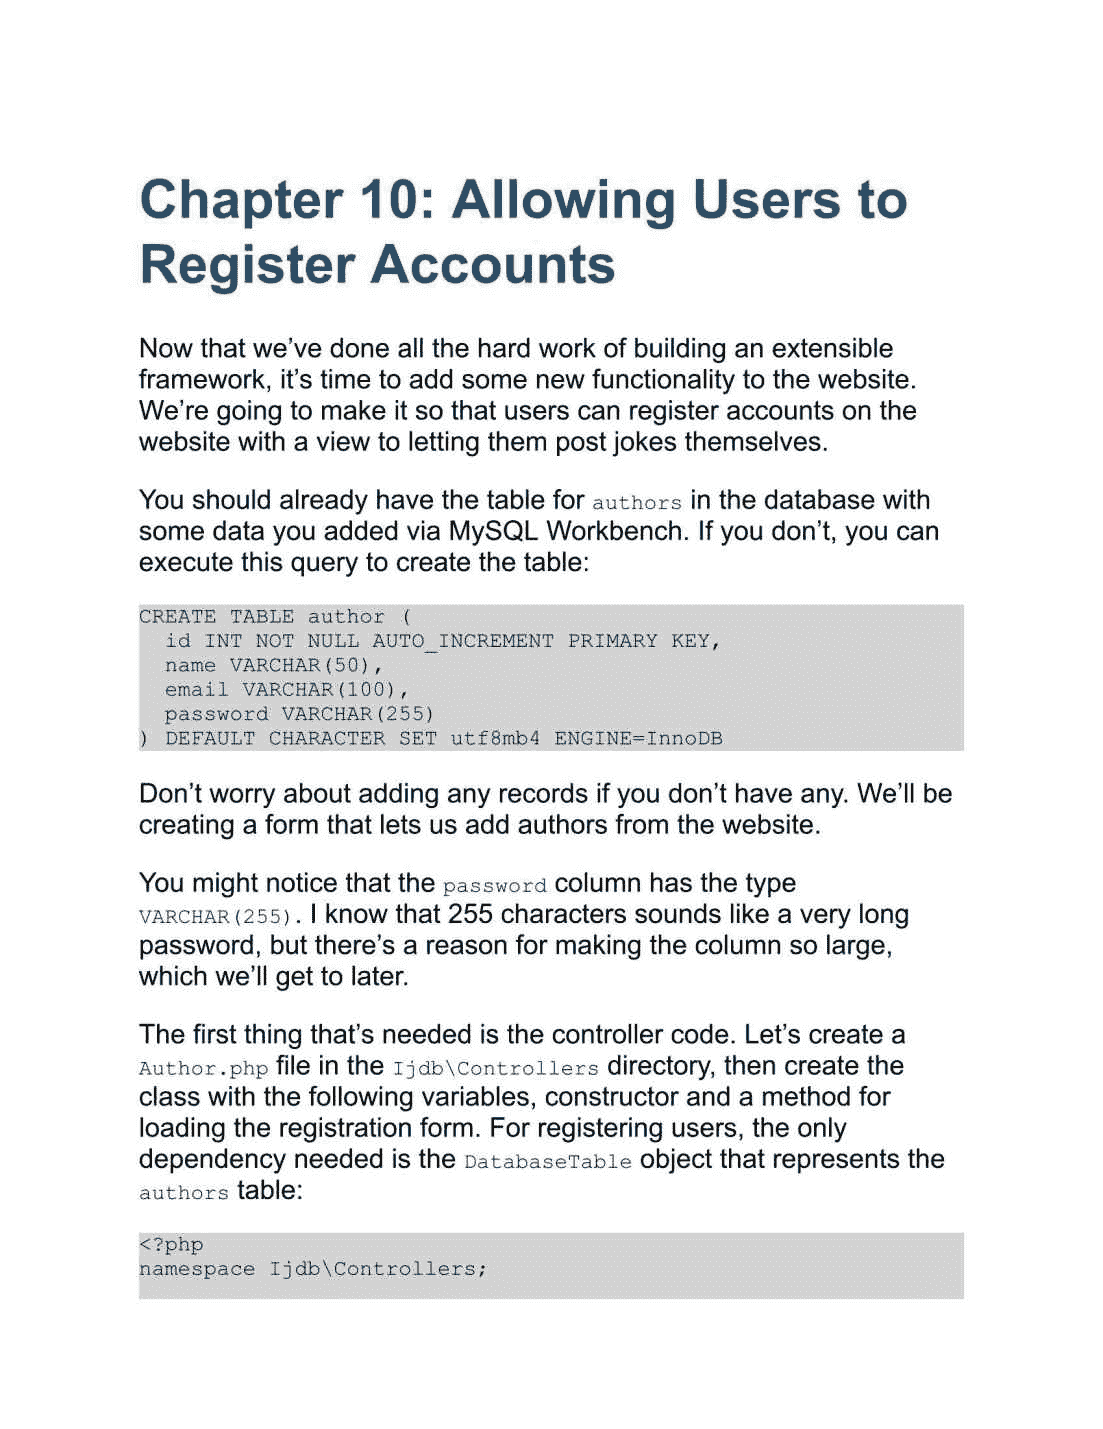 Chapter 10: Allowing Users to
Register Accounts
Now that we’ve done all the hard work of building an extensible
framework, it’s time to add some new functionality to the website.
We’re going to make it so that users can register accounts on the
website with a view to letting them post jokes themselves.
You should already have the table for authors in the database with
some data you added via MySQL Workbench. If you don’t, you can
execute this query to create the table:
CREATE TABLE author (
  id INT NOT NULL AUTO_INCREMENT PRIMARY KEY,
  name VARCHAR(50),
  email VARCHAR(100),
  password VARCHAR(255)
) DEFAULT CHARACTER SET utf8mb4 ENGINE=InnoDB
Don’t worry about adding any records if you don’t have any. We’ll be
creating a form that lets us add authors from the website.
You might notice that the password column has the type
VARCHAR(255). I know that 255 characters sounds like a very long
password, but there’s a reason for making the column so large,
which we’ll get to later.
The first thing that’s needed is the controller code. Let’s create a
Author.php file in the Ijdb\Controllers directory, then create the
class with the following variables, constructor and a method for
loading the registration form. For registering users, the only
dependency needed is the DatabaseTable object that represents the
authors table:
<?php
namespace Ijdb\Controllers;